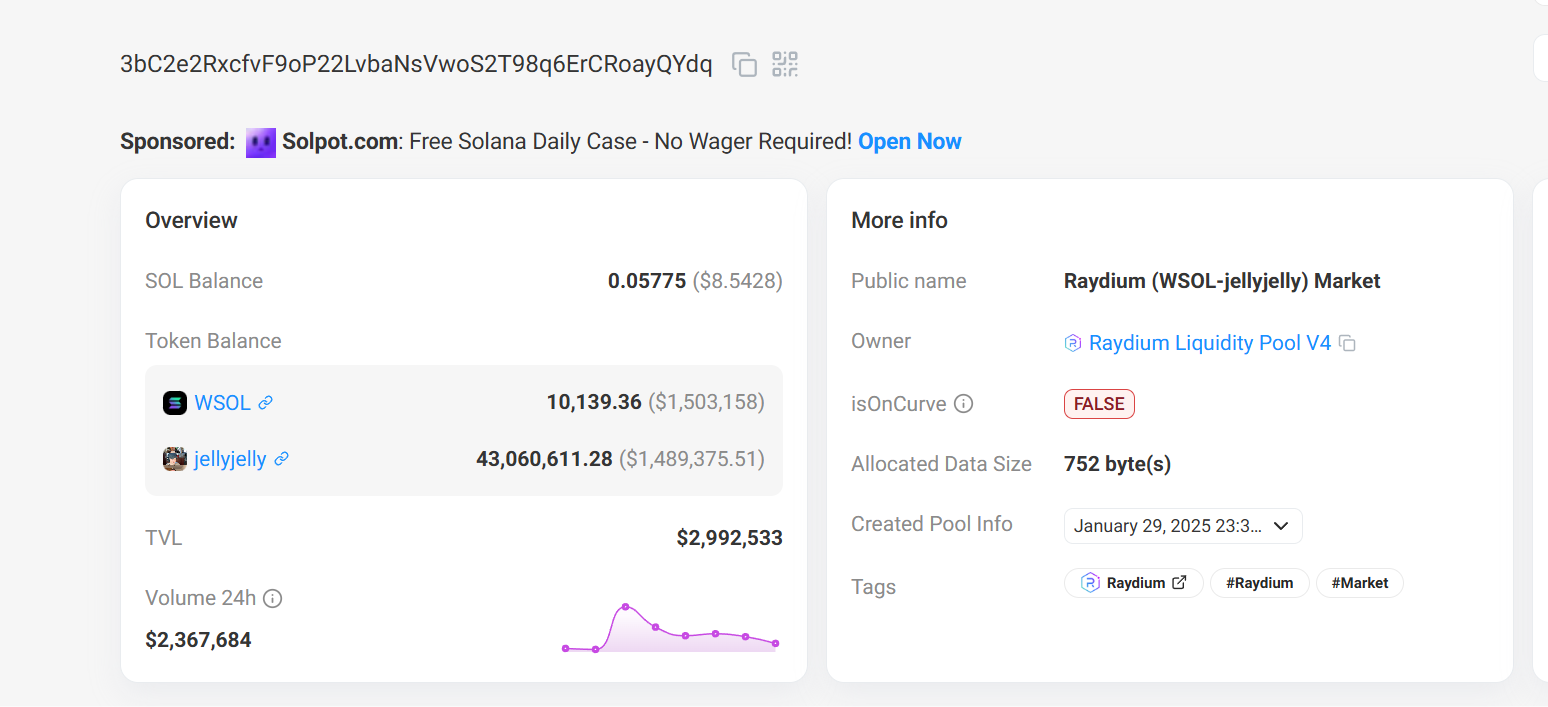 3bC2e2RxcfvF9oP22LvbaNsVwoS2T98q6ErCRoayQYdq
Sponsored: Solpot.com: Free Solana Daily Case - No Wager Required! Open Now
Overview
SOL Balance 0.05775 ($8.5428)
Token Balance
WSOL 10,139.36 ($1,503,158)
jellyjelly 43,060,611.28 ($1,489,375.51)
TVL $2,992,533
Volume 24h
$2,367,684
More info
Public name Raydium (WSOL-jellyjelly) Market
Owner Raydium Liquidity Pool V4
isOnCurve FALSE
Allocated Data Size 752 byte(s)
Created Pool Info January 29, 2025 23:3...
Tags Raydium #Raydium #Market